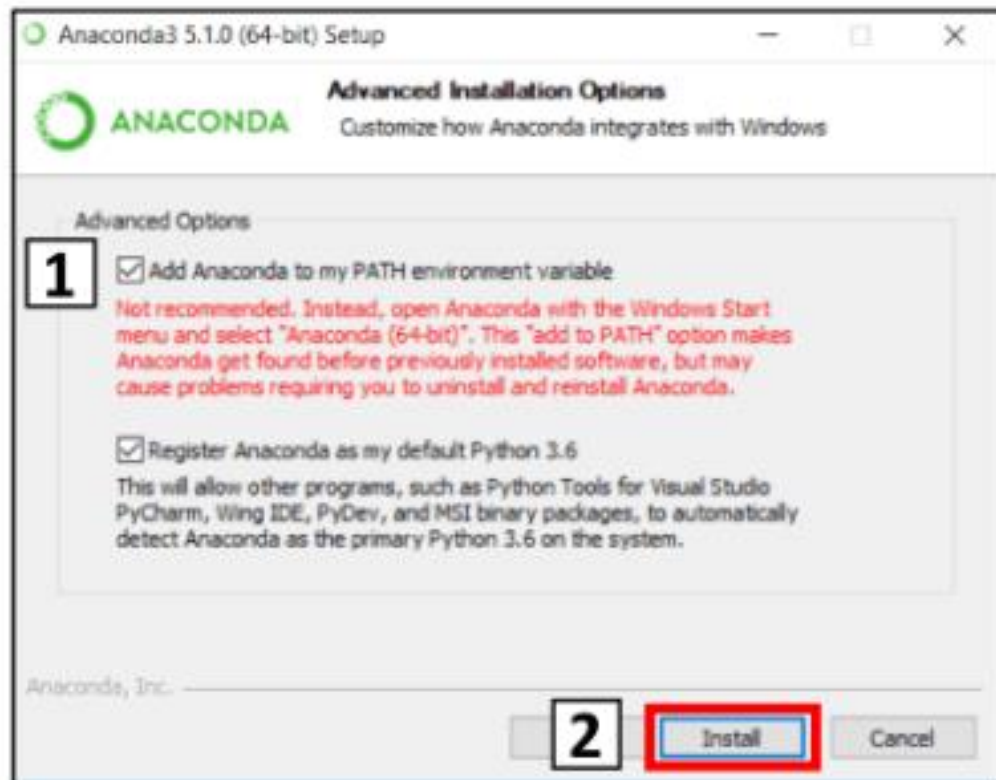 Anaconda3 5.1.0 (64-bit) Setup
ANACONDA
Advanced Installation Options
Customize how Anaconda integrates with Windows
Advanced Options
1
Add Anaconda to my PATH environment variable
Not recommended. Instead, open Anaconda with the Windows Start
menu and select "Anaconda (64-bit)". This "add to PATH" option makes
Anaconda get found before previously installed software, but may
cause problems requiring you to uninstall and reinstall Anaconda.
Register Anaconda as my default Python 3.6
This will allow other programs, such as Python Tools for Visual Studio
PyCharm, Wing IDE, PyDev, and MSI binary packages, to automatically
detect Anaconda as the primary Python 3.6 on the system.
Anaconda, Inc.
2
Install
Cancel